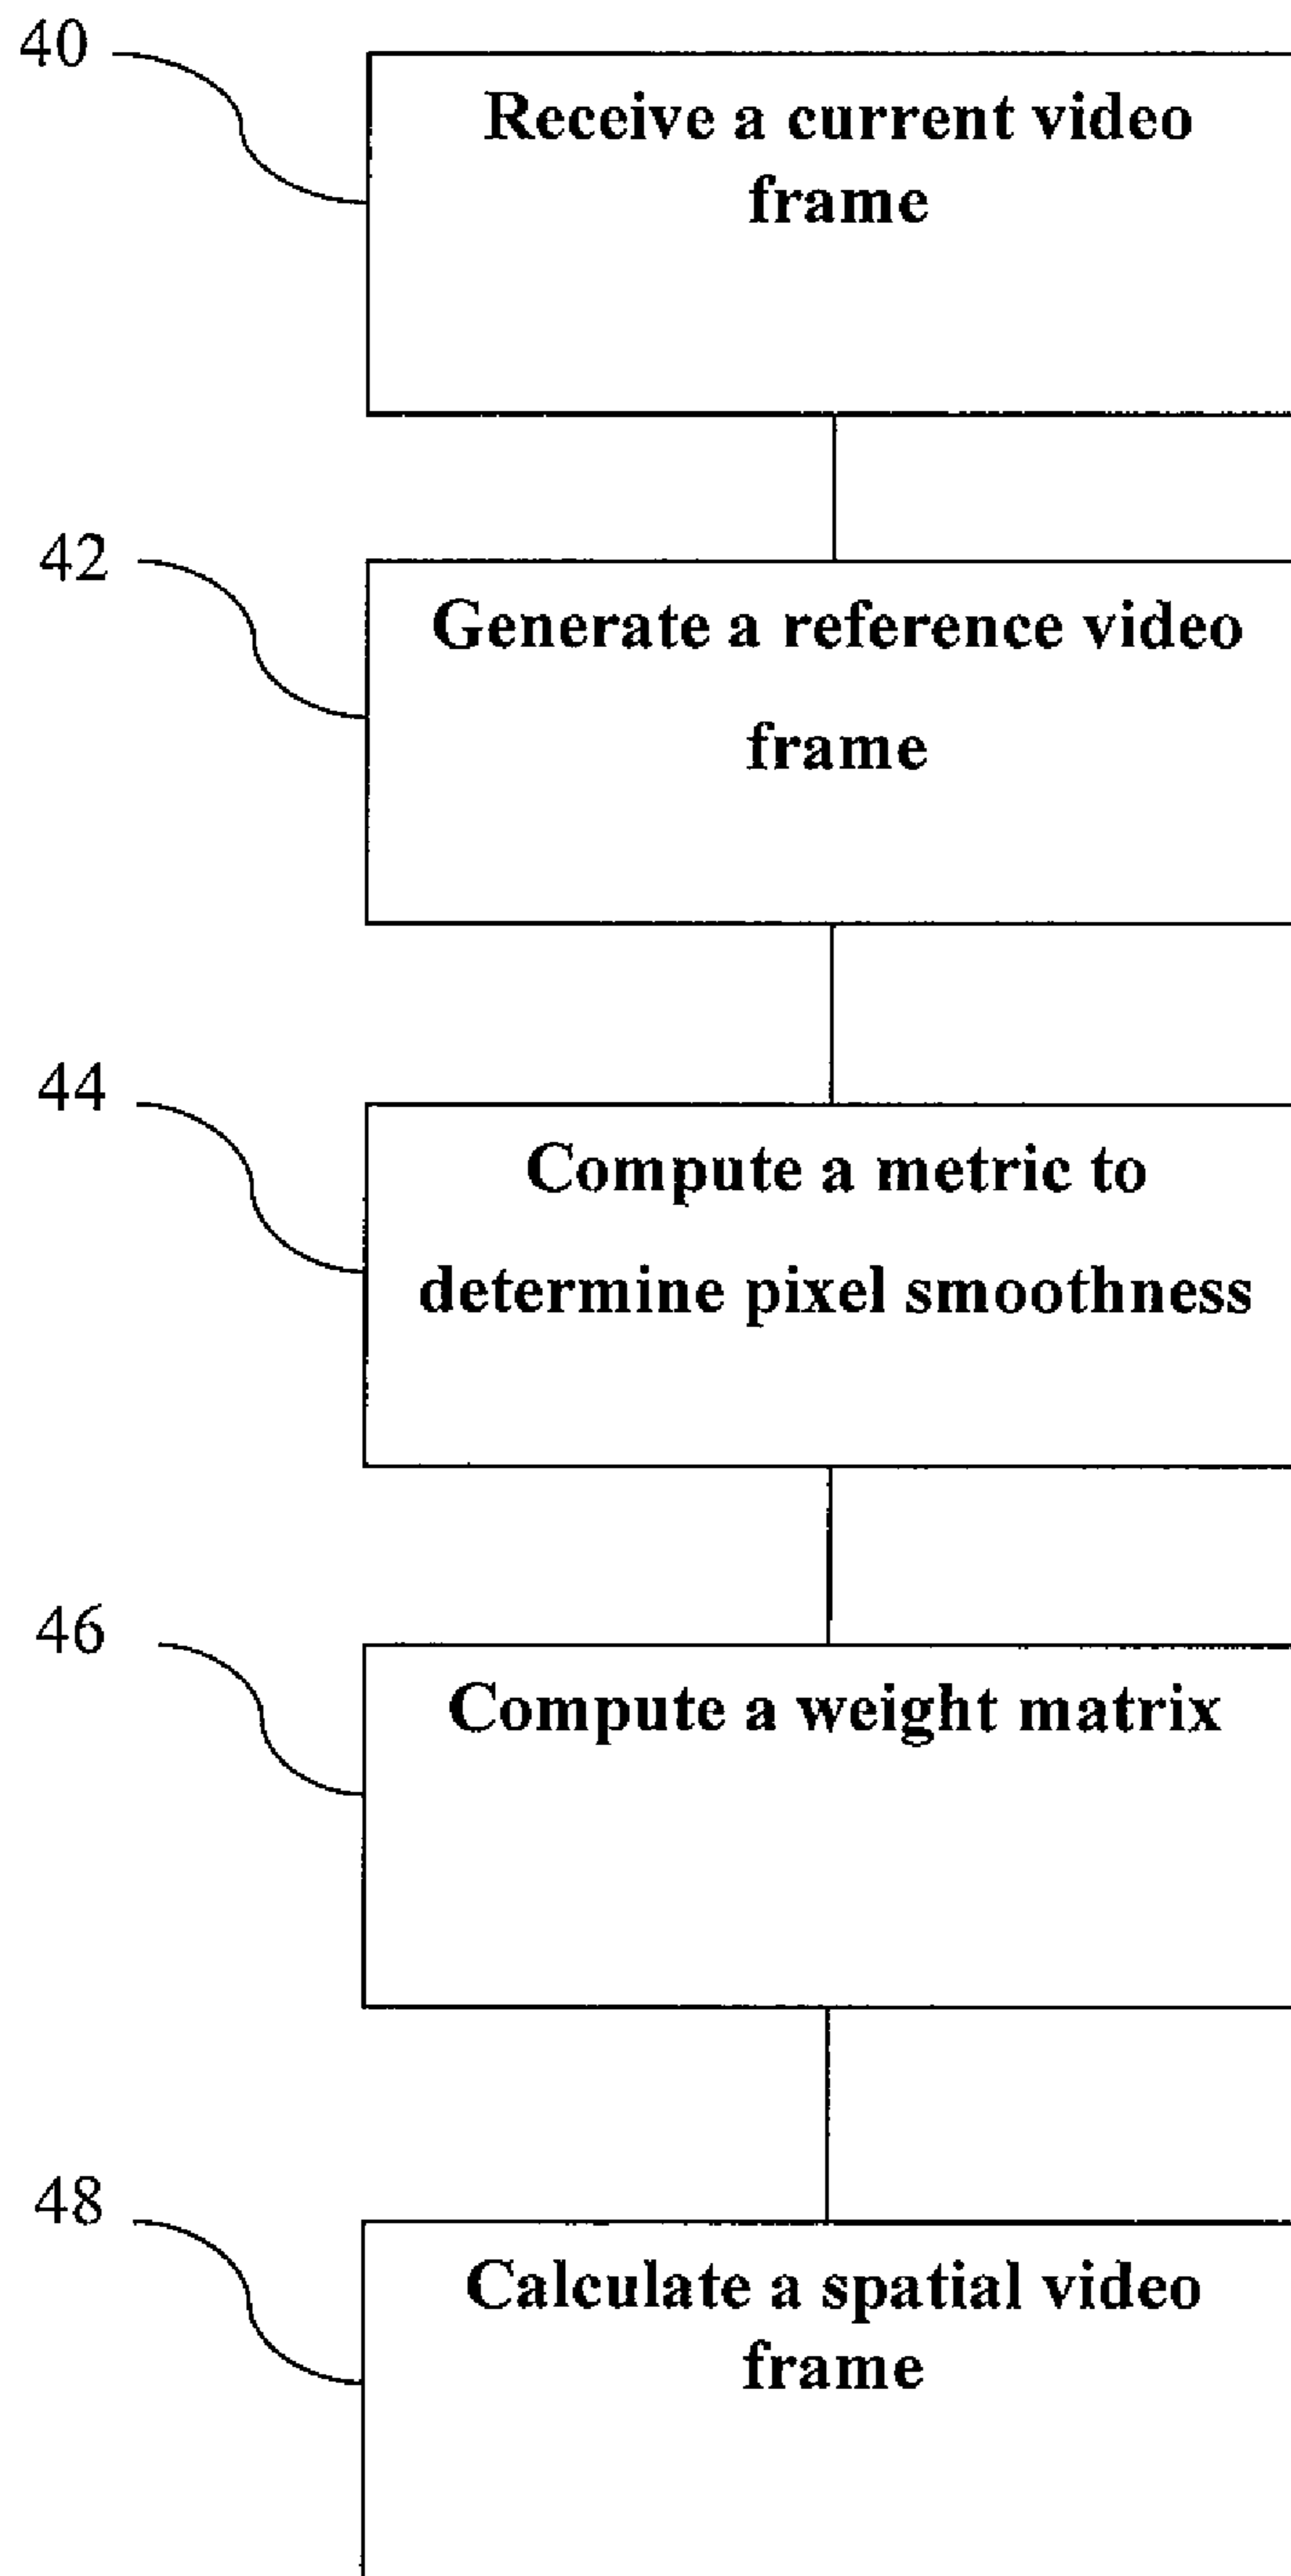 40
Receive a current video
frame
42
Generate a reference video
frame
44
Compute a metric to
determine pixel smoothness
46
Compute a weight matrix
48
Calculate a spatial video
frame